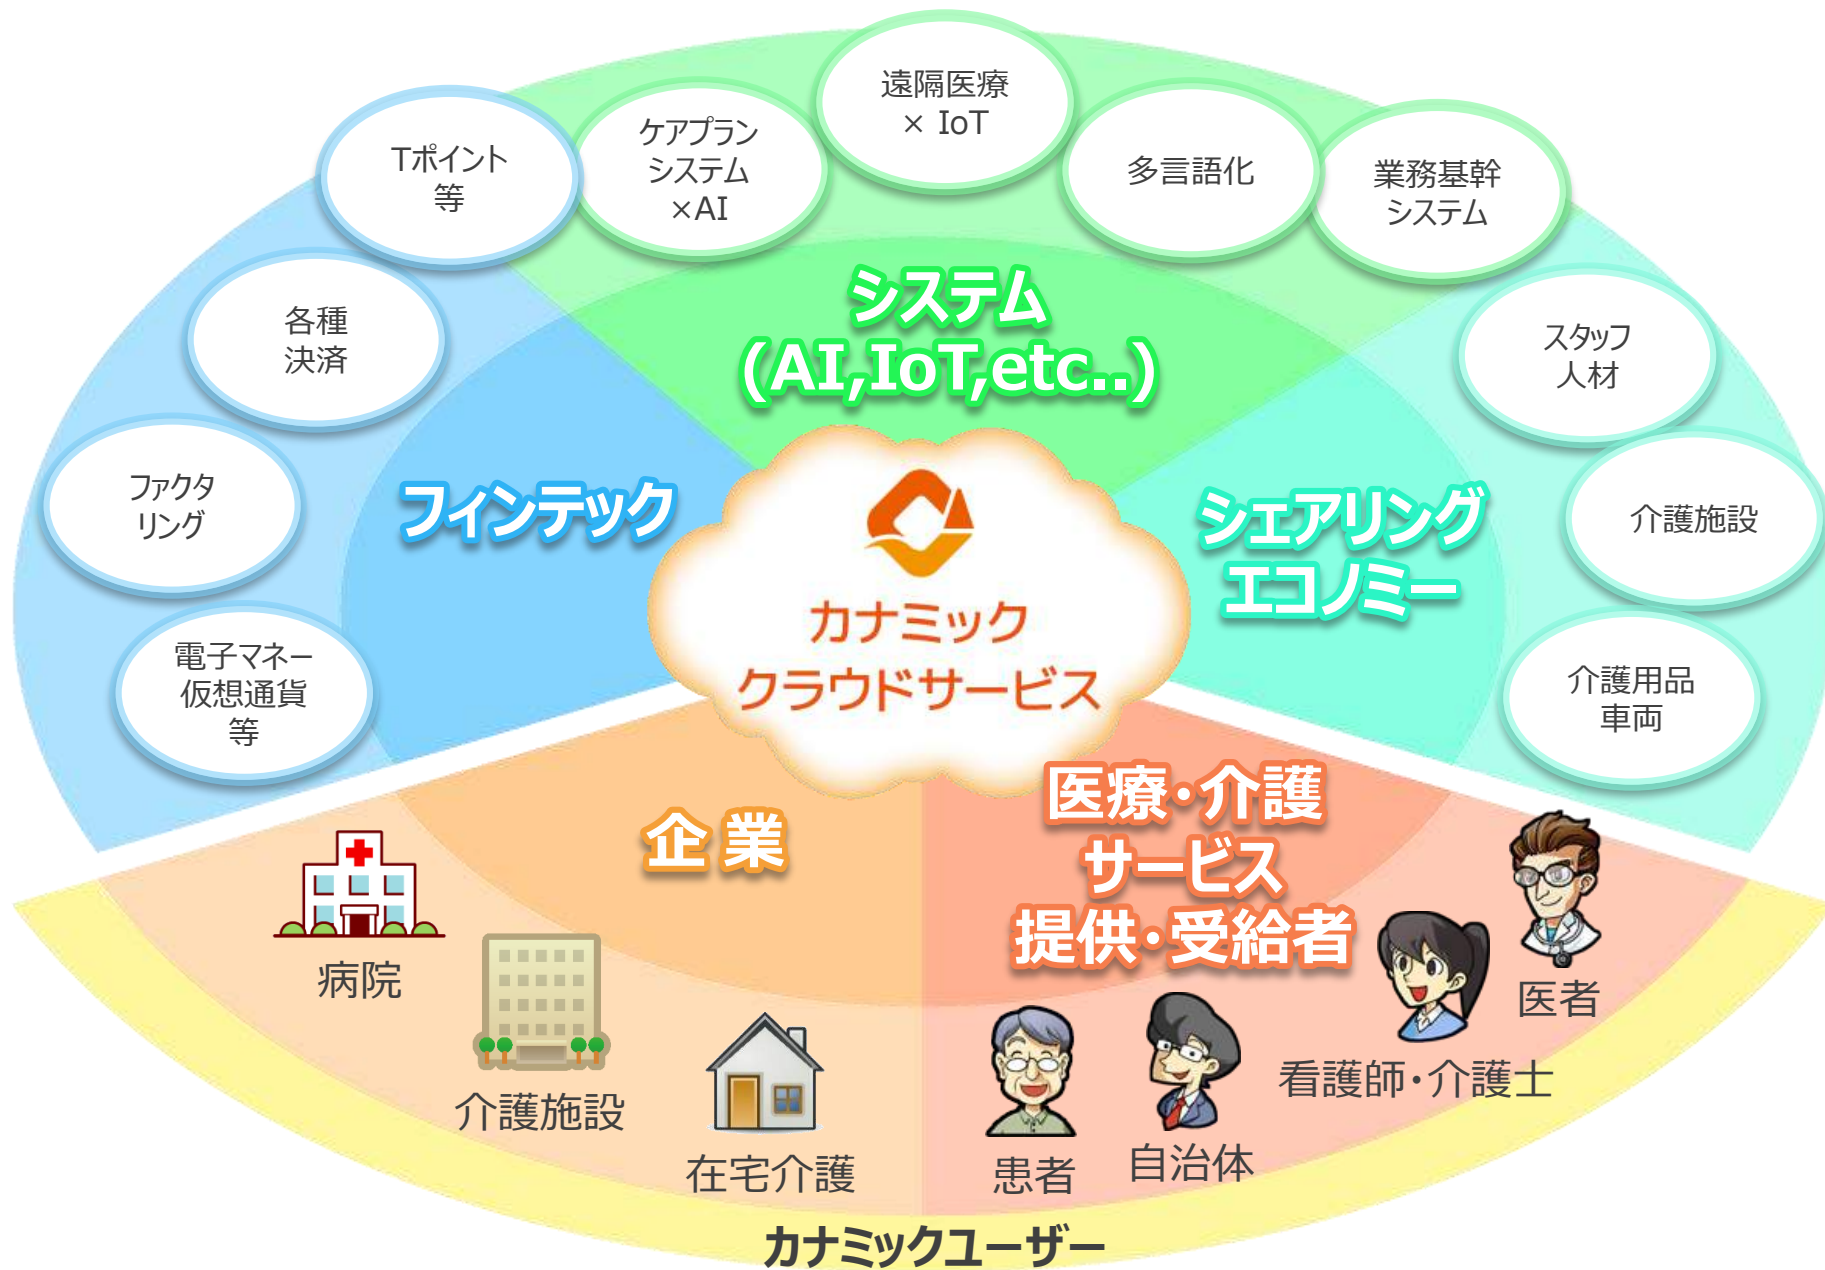 遠隔医療
× IoT
ケアプラン
システム
×AI
Tポイント
等
多言語化
業務基幹
システム
各種
決済
システム
(AI,IoT,etc..)
スタッフ
人材
ファクタ
リング
フィンテック
シェアリング
エコノミー
介護施設
カナミック
クラウドサービス
電子マネー
仮想通貨
等
介護用品
車両
企業
医療・介護
サービス
提供・受給者
病院
介護施設
在宅介護
患者
自治体
看護師・介護士
医者
カナミックユーザー